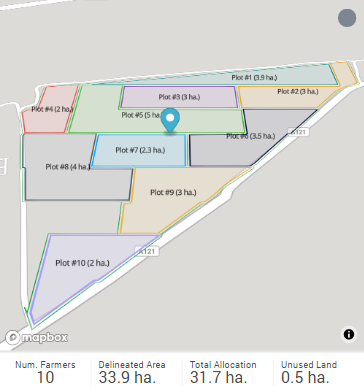 Plot #1 (3.9 ha.)
Plot #2 (3 ha.)
Plot #3 (3 ha.)
Plot #4 (2 ha.)
Plot #5 (5 ha.)
Plot #6 (3.5 ha.)
A121
Plot #7 (2.3 ha.)
Plot #8 (4 ha.)
Plot #9 (3 ha.)
A121
Plot #10 (2 ha.)
mapbox
Num. Farmers
10
Delineated Area
33.9 ha.
Total Allocation
31.7 ha.
Unused Land
0.5 ha.